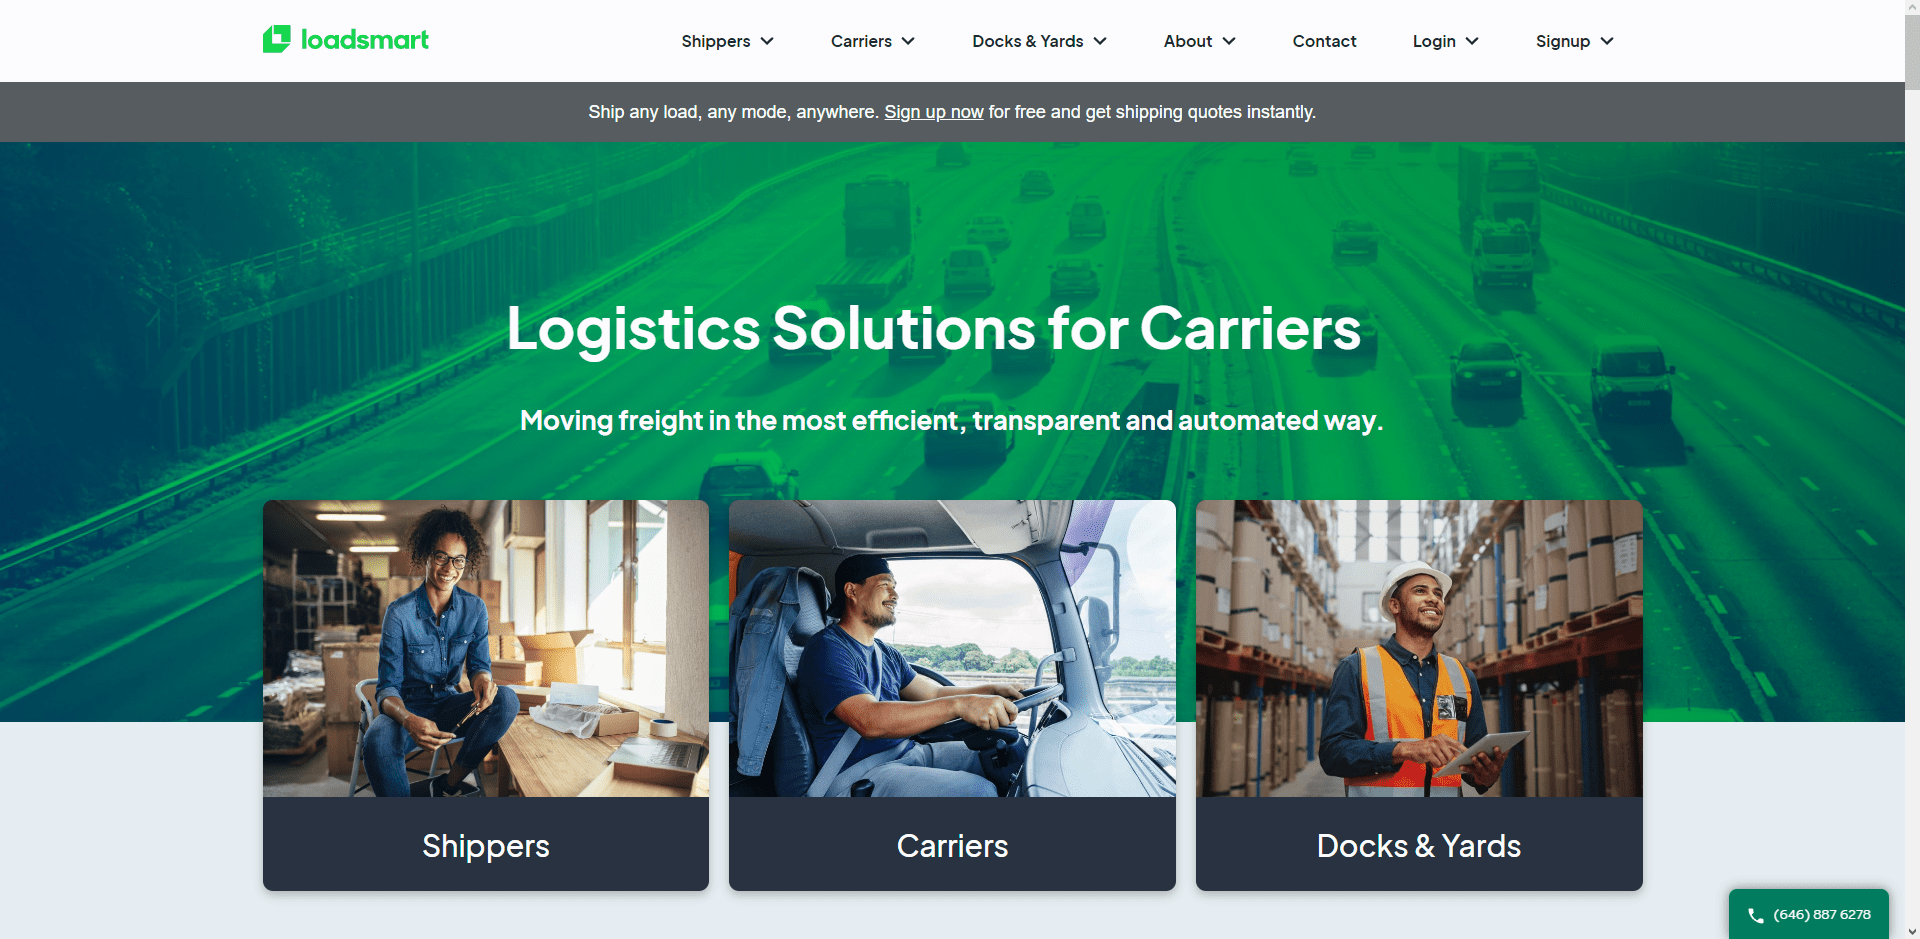 loadsmart
Shippers Carriers Docks & Yards About Contact Login Signup
Ship any load, any mode, anywhere. Sign up now for free and get shipping quotes instantly.
Logistics Solutions for Carriers
Moving freight in the most efficient, transparent and automated way.
Shippers
Carriers
Docks & Yards
(646) 887 6278